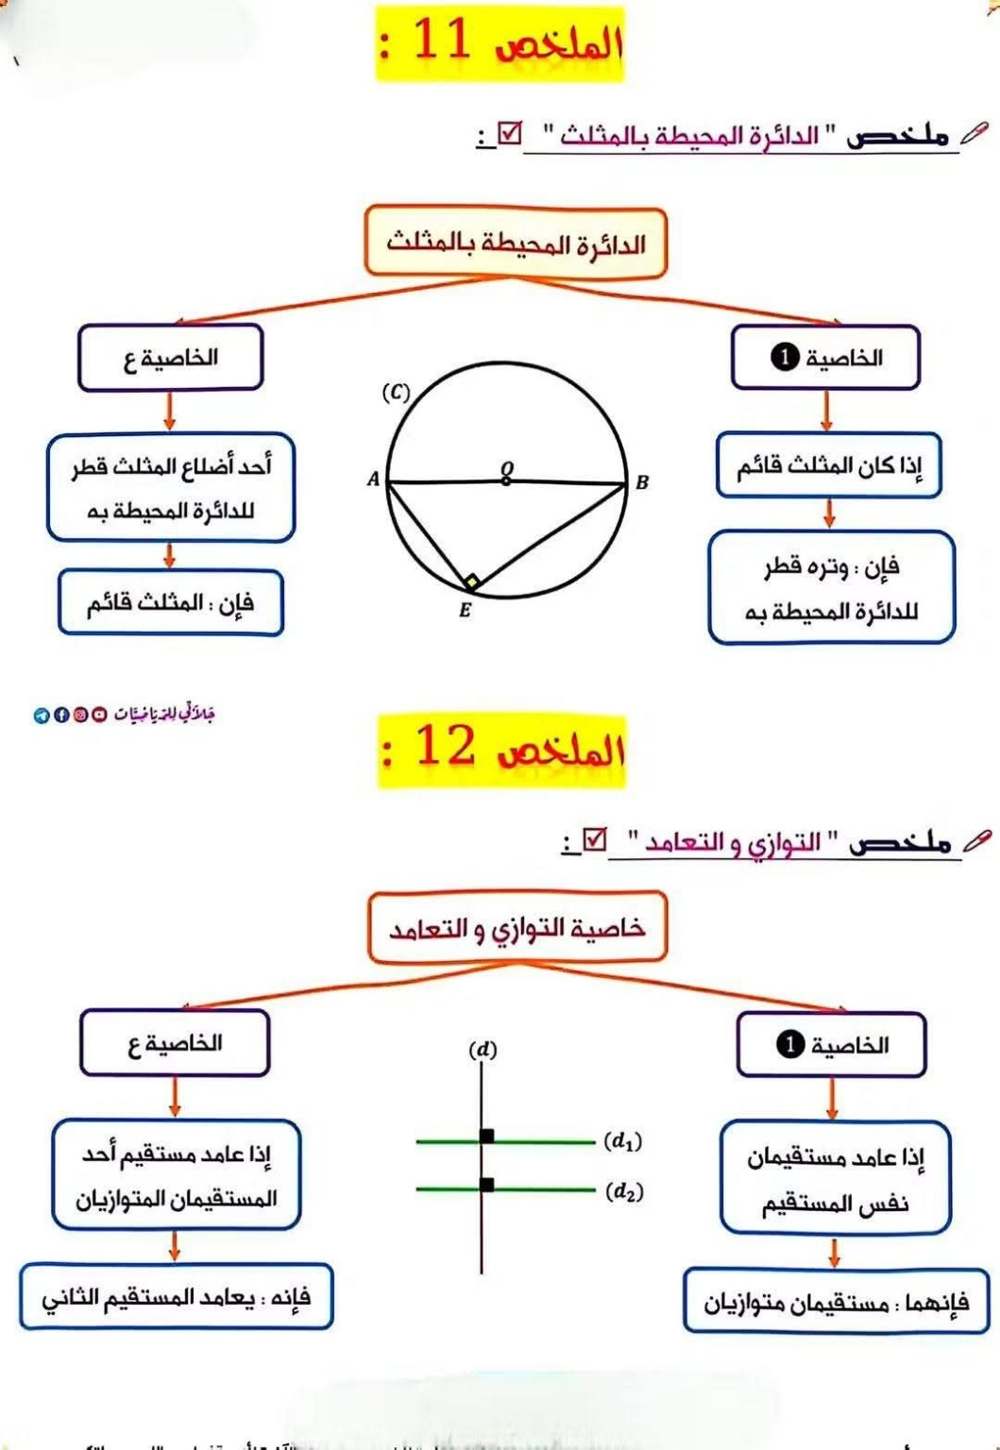 الملخص 11 :
ملخص " الدائرة المحيطة بالمثلث " :
الدائرة المحيطة بالمثلث
الخاصية 1
إذا كان المثلث قائم
فإن : وتره قطر
للدائرة المحيطة به
(C)
A
O
B
E
الخاصية ع
أحد أضلاع المثلث قطر
للدائرة المحيطة به
فإن : المثلث قائم
الملخص 12 :
ملخص " التوازي و التعامد " :
خاصية التوازي و التعامد
الخاصية 1
إذا عامد مستقيمان
نفس المستقيم
فإنهما : مستقيمان متوازيان
(d)
(d₁)
(d₂)
الخاصية ع
إذا عامد مستقيم أحد
المستقيمان المتوازيان
فإنه : يعامد المستقيم الثاني